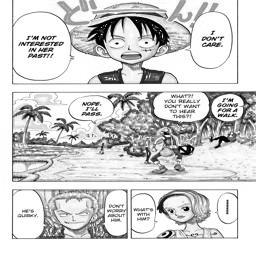 I DON'T
CARE.
I'M NOT
INTERESTED
IN HER
PAST!!
I'M
GOING
FOR A
WALK.
WHAT?!
YOU REALLY
DON'T
WANT TO
HEAR
THIS?!
NOPE.
I'LL
PASS.
WHAT'S
WITH
HIM?
DON'T
WORRY
ABOUT
HIM.
HE'S
QUIRKY.